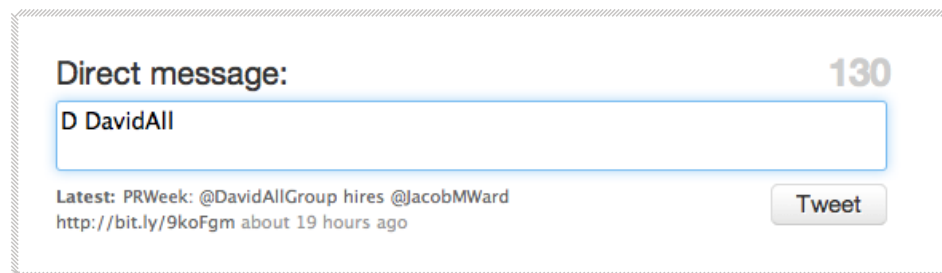 Direct message: 130
D DavidAll
Latest: PRWeek: @DavidAllGroup hires @JacobMWard
http://bit.ly/9koFgm about 19 hours ago
Tweet